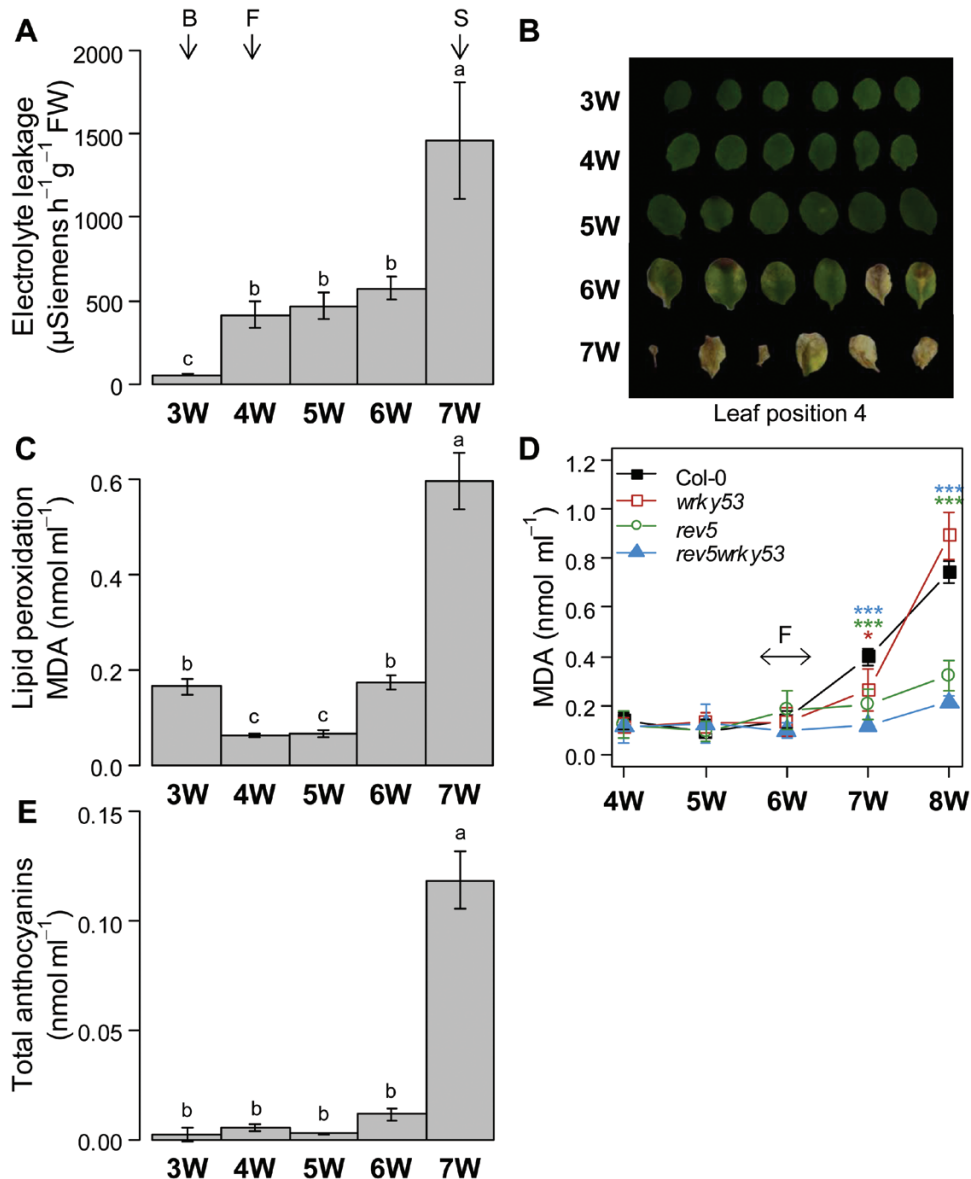 A
B F S
2000
1500
1000
500
0
Electrolyte leakage
(µSiemens h⁻¹g⁻¹ FW)
c b b b a
3W 4W 5W 6W 7W
B
3W
4W
5W
6W
7W
Leaf position 4
C
0.6
0.4
0.2
0.0
Lipid peroxidation
MDA (nmol ml⁻¹)
b c c b a
3W 4W 5W 6W 7W
D
1.2
1.0
0.8
0.6
0.4
0.2
0.0
MDA (nmol ml⁻¹)
Col-0
wrky53
rev5
rev5wrky53
F
***
***
*
***
***
4W 5W 6W 7W 8W
E
0.15
0.10
0.05
0.00
Total anthocyanins
(nmol ml⁻¹)
b b b b a
3W 4W 5W 6W 7W